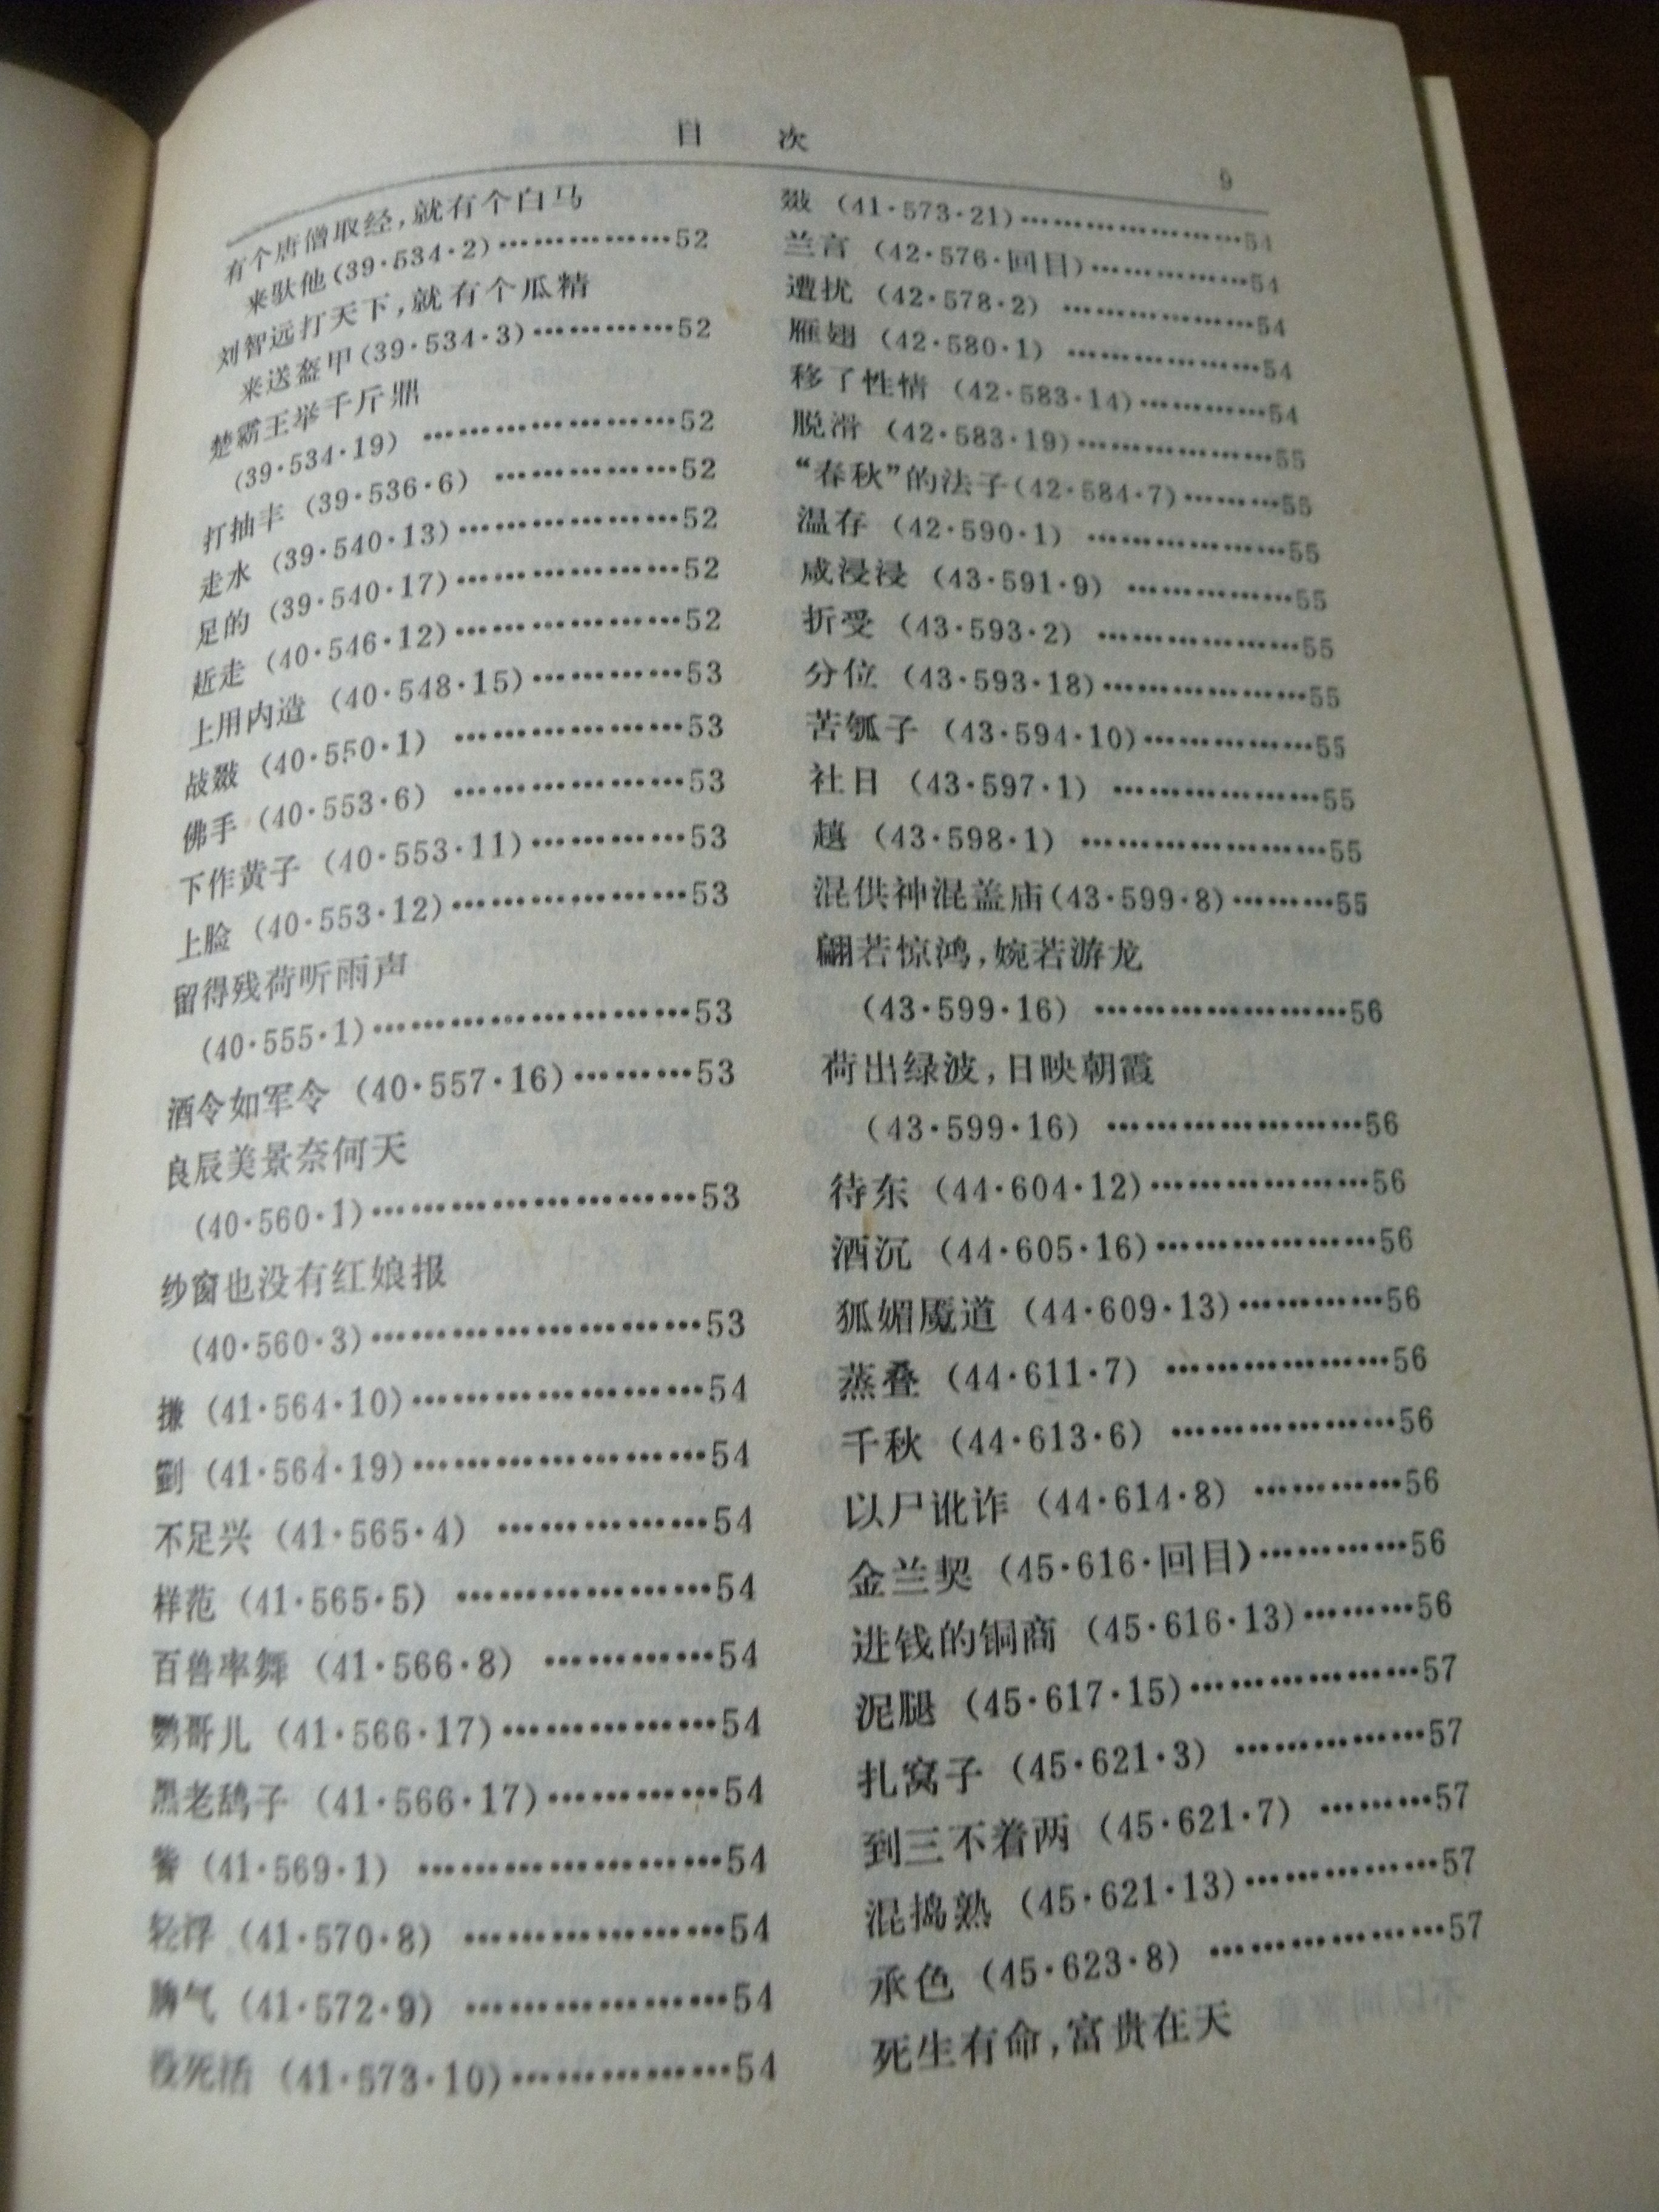 目 次
9
有个唐僧取经,就有个白马
来驮他(39·534·2)………………52
刘智远打天下,就有个瓜精
来送盔甲(39·534·3)……………52
楚霸王举千斤鼎
(39·534·19) …………………………52
打抽丰 (39·536·6) …………………52
走水 (39·540·13)……………………52
足的 (39·540·17)……………………52
趔走 (40·546·12)……………………52
上用内造 (40·548·15)………………53
战敠 (40·550·1) ……………………53
佛手 (40·553·6) ……………………53
下作黄子 (40·553·11)………………53
上脸 (40·553·12)……………………53
留得残荷听雨声
(40·555·1)……………………………53
酒令如军令 (40·557·16)……………53
良辰美景奈何天
(40·560·1)……………………………53
纱窗也没有红娘报
(40·560·3)……………………………53
搛 (41·564·10)………………………54
劄 (41·564·19)………………………54
不足兴 (41·565·4) …………………54
样范 (41·565·5) ……………………54
百兽率舞 (41·566·8) ………………54
鹦哥儿 (41·566·17)…………………54
黑老鸹子 (41·566·17)………………54
(41·569·1) ……………………………54
轻浮 (41·570·8) ……………………54
脾气 (41·572·9) ……………………54
没死活 (41·573·10)…………………54
敠 (41·573·21)………………………54
兰言 (42·576·回目)…………………54
遭扰 (42·578·2) ……………………54
雁翅 (42·580·1) ……………………54
移了性情 (42·583·14)………………54
脱滑 (42·583·19)……………………55
“春秋”的法子(42·584·7)…………55
温存 (42·590·1) ……………………55
咸浸浸 (43·591·9) …………………55
折受 (43·593·2) ……………………55
分位 (43·593·18)……………………55
苦瓠子 (43·594·10)…………………55
社日 (43·597·1) ……………………55
趫 (43·598·1) ………………………55
混供神混盖庙(43·599·8)…………55
翩若惊鸿,婉若游龙
(43·599·16) …………………………56
荷出绿波,日映朝霞
(43·599·16) …………………………56
待东 (44·604·12)……………………56
酒沉 (44·605·16)……………………56
狐媚魇道 (44·609·13)………………56
蒸叠 (44·611·7) ……………………56
千秋 (44·613·6) ……………………56
以尸讹诈 (44·614·8) ………………56
金兰契 (45·616·回目)………………56
进钱的铜商 (45·616·13)……………56
泥腿 (45·617·15)……………………57
扎窝子 (45·621·3) …………………57
到三不着两 (45·621·7) ……………57
混捣熟 (45·621·13)…………………57
承色 (45·623·8) ……………………57
死生有命,富贵在天